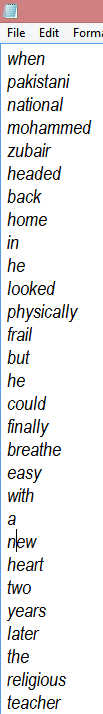 File Edit Forma
when
pakistani
national
mohammed
zubair
headed
back
home
in
he
looked
physically
frail
but
he
could
finally
breathe
easy
with
a
new
heart
two
years
later
the
religious
teacher